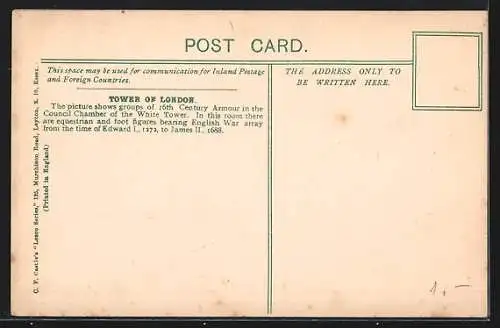 POST CARD.
This space may be used for communication for Inland Postage
and Foreign Countries.
THE ADDRESS ONLY TO
BE WRITTEN HERE.
TOWER OF LONDON.
The picture shows groups of 16th Century Armour in the
Council Chamber of the White Tower. In this room there
are equestrian and foot figures bearing English War array
from the time of Edward I., 1272, to James II., 1688.
C. F. Castle's "Lesco Series," 135, Murchison Road, Leyton, E. 10, Essex.
(Printed in England)
1,-